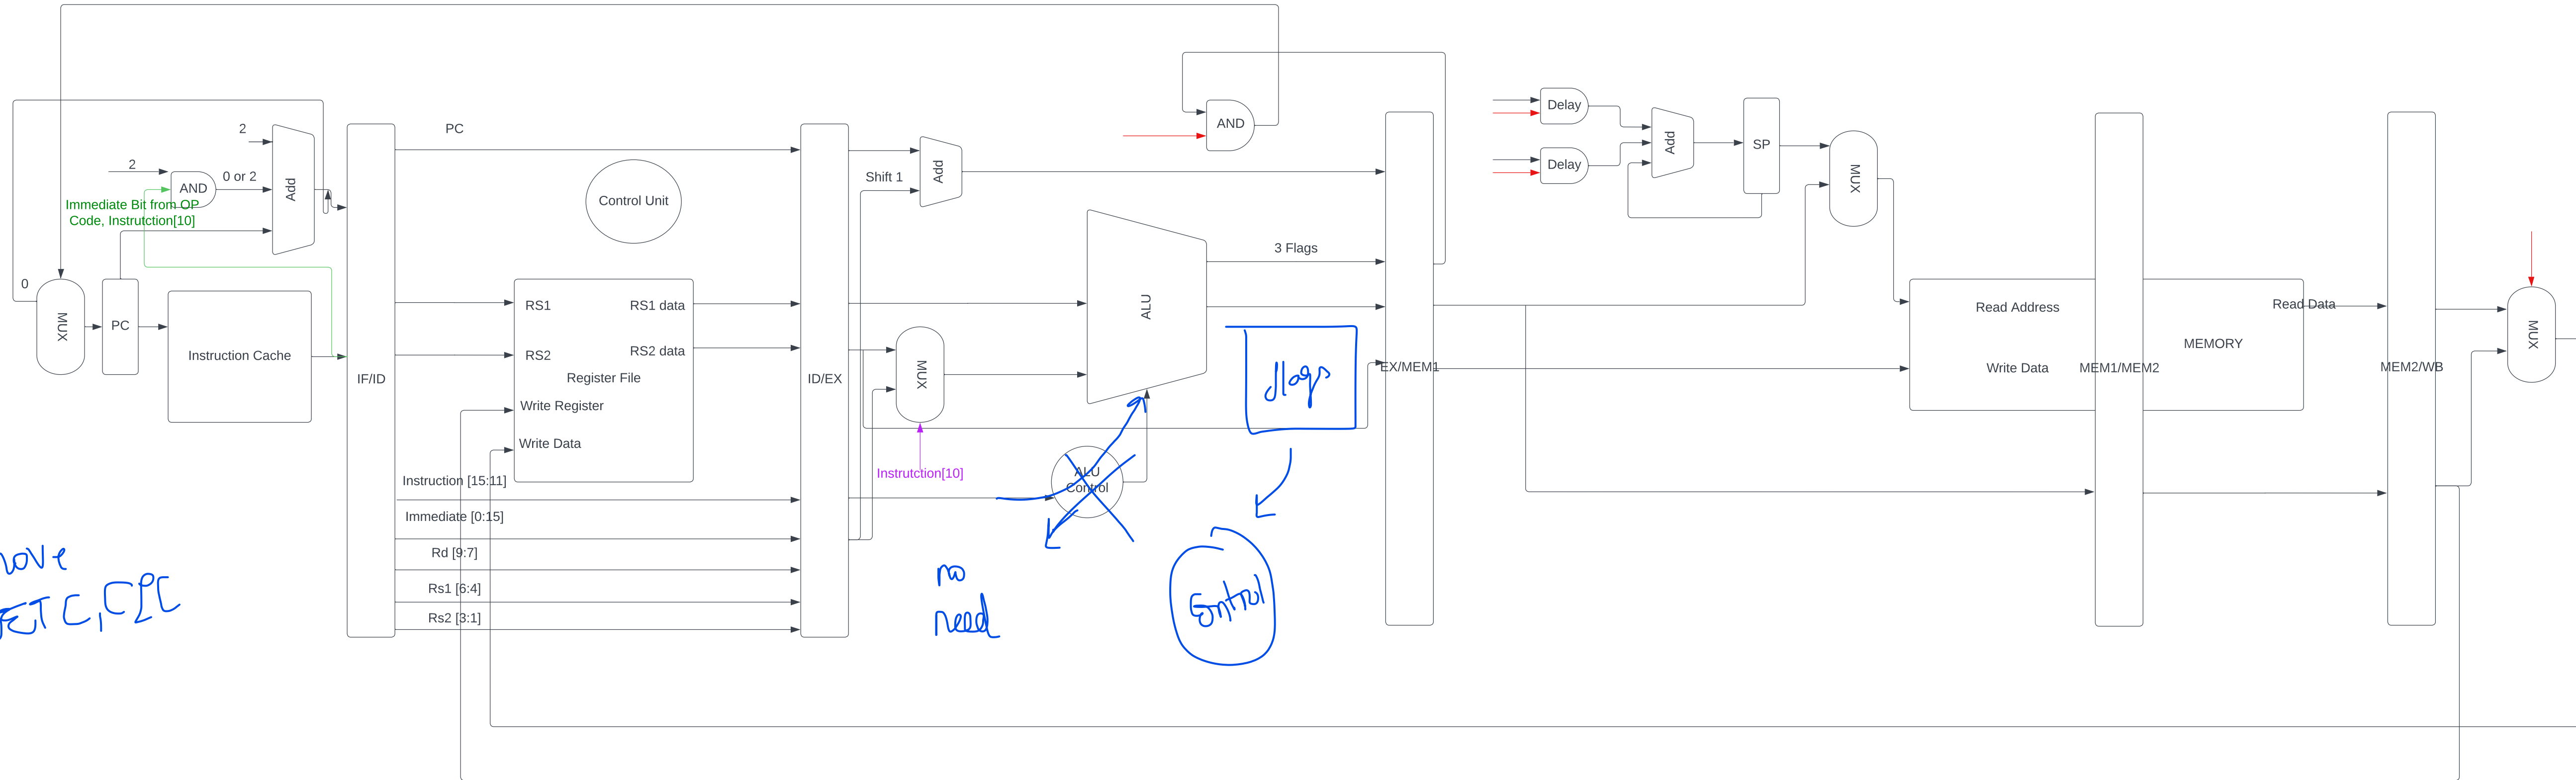 2
PC
2
AND
0 or 2
Add
Immediate Bit from OP
Code, Instrutction[10]
0
MUX
PC
Instruction Cache
IF/ID
Control Unit
RS1
RS1 data
RS2
RS2 data
Register File
Write Register
Write Data
Instruction [15:11]
Immediate [0:15]
Rd [9:7]
Rs1 [6:4]
Rs2 [3:1]
ID/EX
Shift 1
Add
AND
MUX
Instrutction[10]
ALU
ALU
Control
no
need
3 Flags
flags
Control
EX/MEM1
Delay
Delay
Add
SP
MUX
Read Address
Write Data
MEM1/MEM2
MEMORY
Read Data
MEM2/WB
MUX